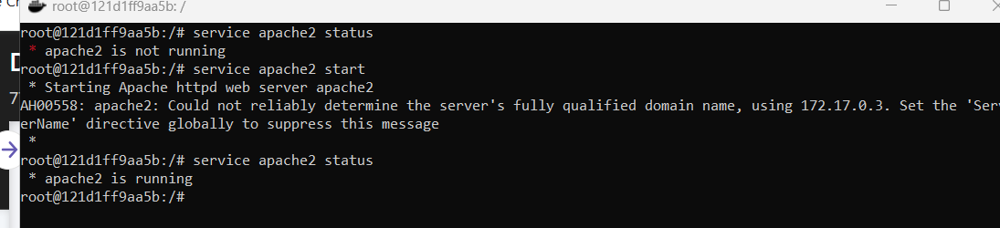 root@121d1ff9aa5b: /
root@121d1ff9aa5b:/# service apache2 status
* apache2 is not running
root@121d1ff9aa5b:/# service apache2 start
* Starting Apache httpd web server apache2
AH00558: apache2: Could not reliably determine the server's fully qualified domain name, using 172.17.0.3. Set the 'Serv
erName' directive globally to suppress this message
*
root@121d1ff9aa5b:/# service apache2 status
* apache2 is running
root@121d1ff9aa5b:/#